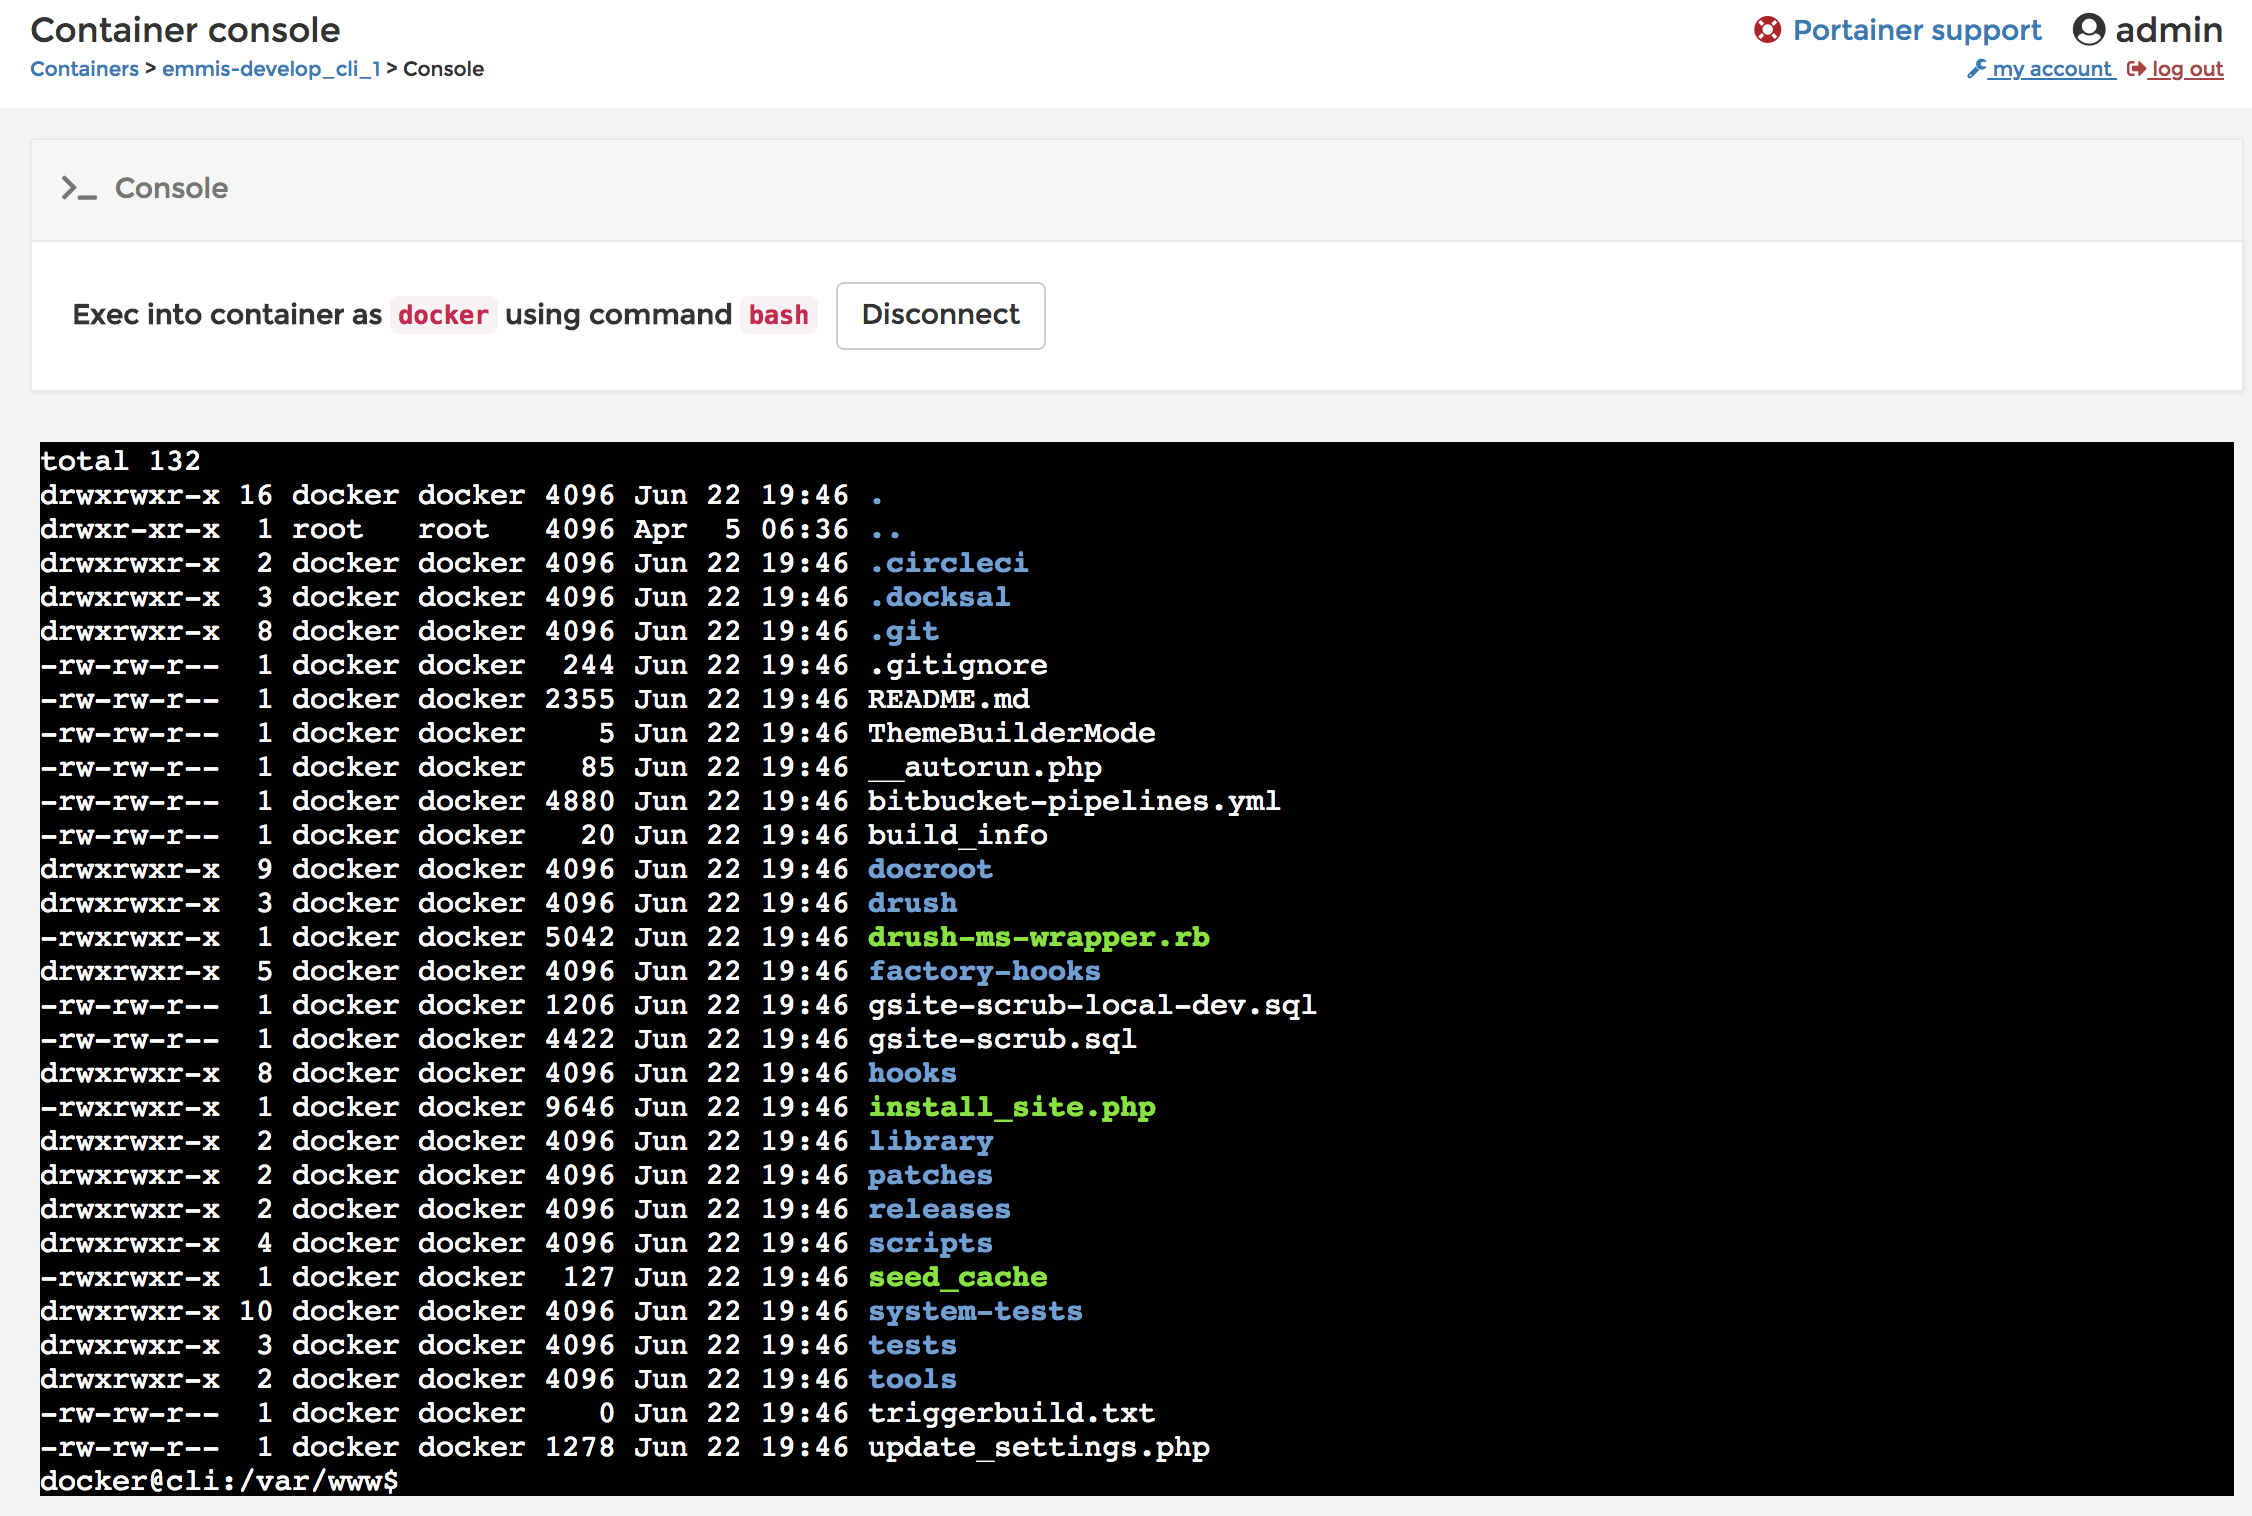 Container console
Portainer support admin
Containers > emmis-develop_cli_1 > Console
my account log out
>_ Console
Exec into container as docker using command bash Disconnect
total 132
drwxrwxr-x 16 docker docker 4096 Jun 22 19:46 .
drwxr-xr-x  1 root   root   4096 Apr  5 06:36 ..
drwxrwxr-x  2 docker docker 4096 Jun 22 19:46 .circleci
drwxrwxr-x  3 docker docker 4096 Jun 22 19:46 .docksal
drwxrwxr-x  8 docker docker 4096 Jun 22 19:46 .git
-rw-rw-r--  1 docker docker  244 Jun 22 19:46 .gitignore
-rw-rw-r--  1 docker docker 2355 Jun 22 19:46 README.md
-rw-rw-r--  1 docker docker    5 Jun 22 19:46 ThemeBuilderMode
-rw-rw-r--  1 docker docker   85 Jun 22 19:46 __autorun.php
-rw-rw-r--  1 docker docker 4880 Jun 22 19:46 bitbucket-pipelines.yml
-rw-rw-r--  1 docker docker   20 Jun 22 19:46 build_info
drwxrwxr-x  9 docker docker 4096 Jun 22 19:46 docroot
drwxrwxr-x  3 docker docker 4096 Jun 22 19:46 drush
-rwxrwxr-x  1 docker docker 5042 Jun 22 19:46 drush-ms-wrapper.rb
drwxrwxr-x  5 docker docker 4096 Jun 22 19:46 factory-hooks
-rw-rw-r--  1 docker docker 1206 Jun 22 19:46 gsite-scrub-local-dev.sql
-rw-rw-r--  1 docker docker 4422 Jun 22 19:46 gsite-scrub.sql
drwxrwxr-x  8 docker docker 4096 Jun 22 19:46 hooks
-rwxrwxr-x  1 docker docker 9646 Jun 22 19:46 install_site.php
drwxrwxr-x  2 docker docker 4096 Jun 22 19:46 library
drwxrwxr-x  2 docker docker 4096 Jun 22 19:46 patches
drwxrwxr-x  2 docker docker 4096 Jun 22 19:46 releases
drwxrwxr-x  4 docker docker 4096 Jun 22 19:46 scripts
-rwxrwxr-x  1 docker docker  127 Jun 22 19:46 seed_cache
drwxrwxr-x 10 docker docker 4096 Jun 22 19:46 system-tests
drwxrwxr-x  3 docker docker 4096 Jun 22 19:46 tests
drwxrwxr-x  2 docker docker 4096 Jun 22 19:46 tools
-rw-rw-r--  1 docker docker    0 Jun 22 19:46 triggerbuild.txt
-rw-rw-r--  1 docker docker 1278 Jun 22 19:46 update_settings.php
docker@cli:/var/www$